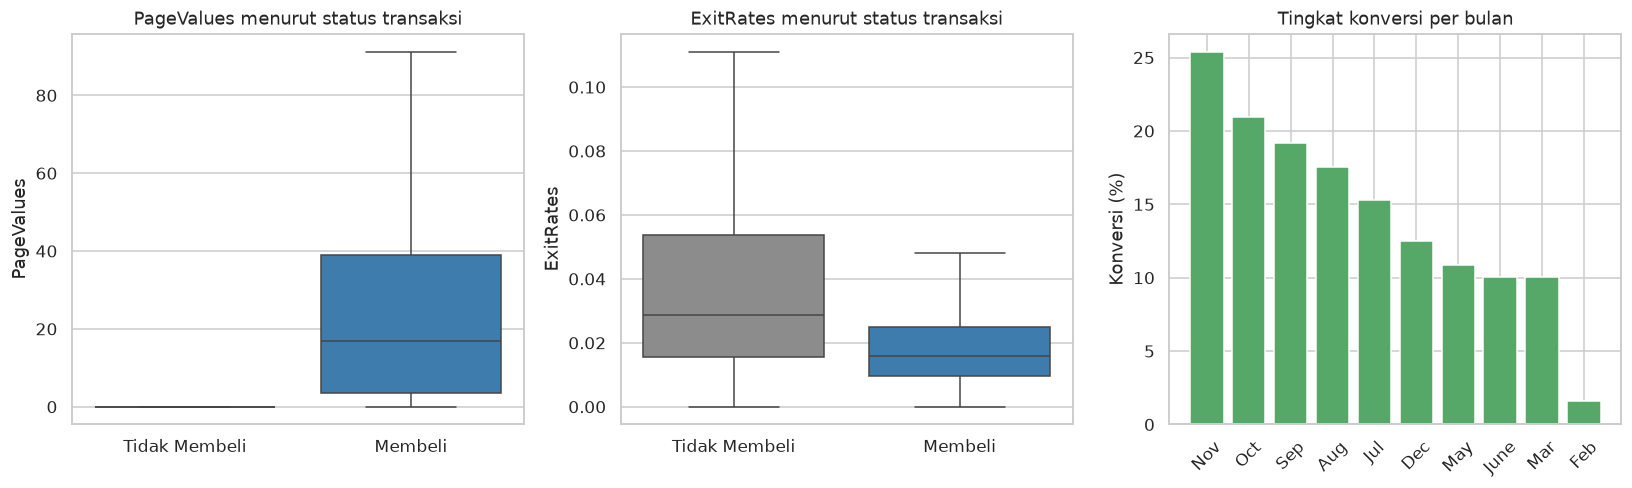 PageValues menurut status transaksi
PageValues
80
60
40
20
0
Tidak Membeli
Membeli
ExitRates menurut status transaksi
ExitRates
0.10
0.08
0.06
0.04
0.02
0.00
Tidak Membeli
Membeli
Tingkat konversi per bulan
Konversi (%)
25
20
15
10
5
0
Nov
Oct
Sep
Aug
Jul
Dec
May
June
Mar
Feb